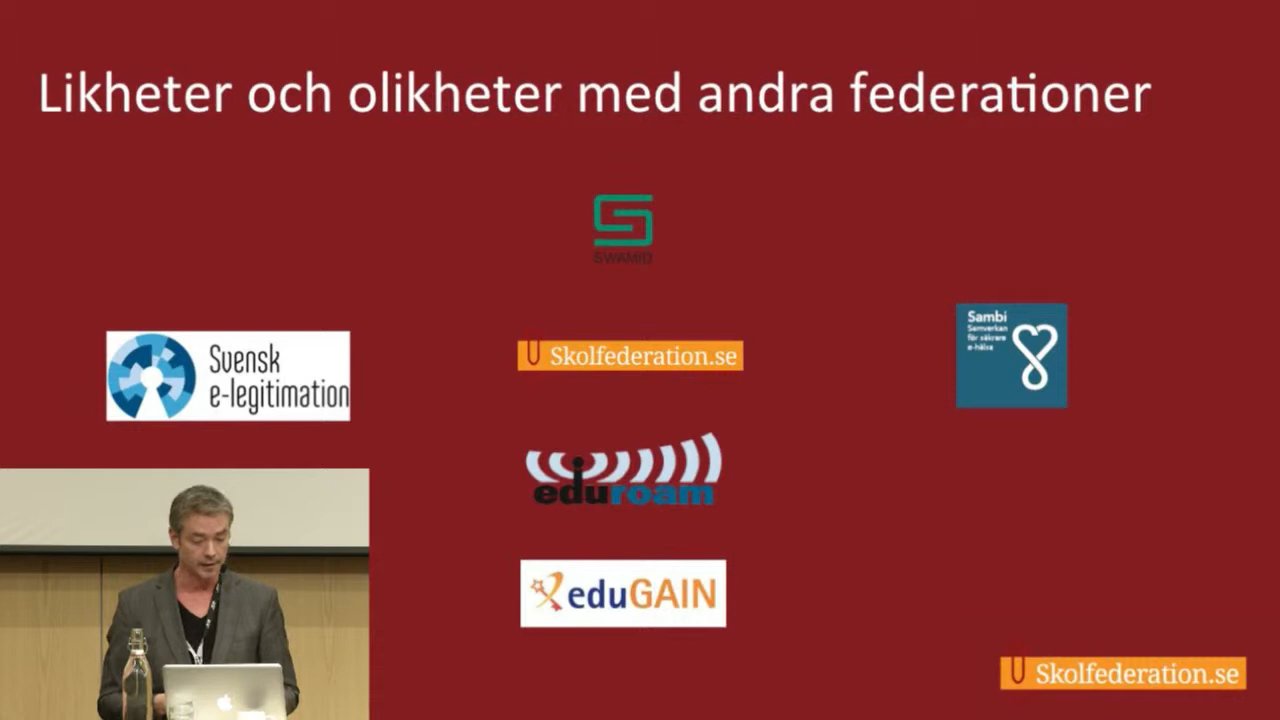 Likheter och olikheter med andra federationer
SWAMID
Svensk
e-legitimation
Skolfederation.se
Sambi
Samverkan
för säkrare
e-hälsa
eduroam
eduGAIN
Skolfederation.se